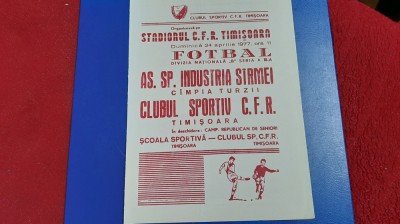 CLUBUL SPORTIV C.F.R. TIMIȘOARA
Organizează pe
STADIONUL C.F.R. TIMIȘOARA
Duminică 24 aprilie 1977, ora 11
FOTBAL
DIVIZIA NAȚIONALĂ „B” SERIA a III-a
AS. SP. INDUSTRIA SÎRMEI
CÎMPIA TURZII
CLUBUL SPORTIV C.F.R.
TIMIȘOARA
În deschidere: CAMP. REPUBLICAN DE SENIORI
ȘCOALA SPORTIVĂ — CLUBUL SP. C.F.R.
TIMIȘOARA TIMIȘOARA